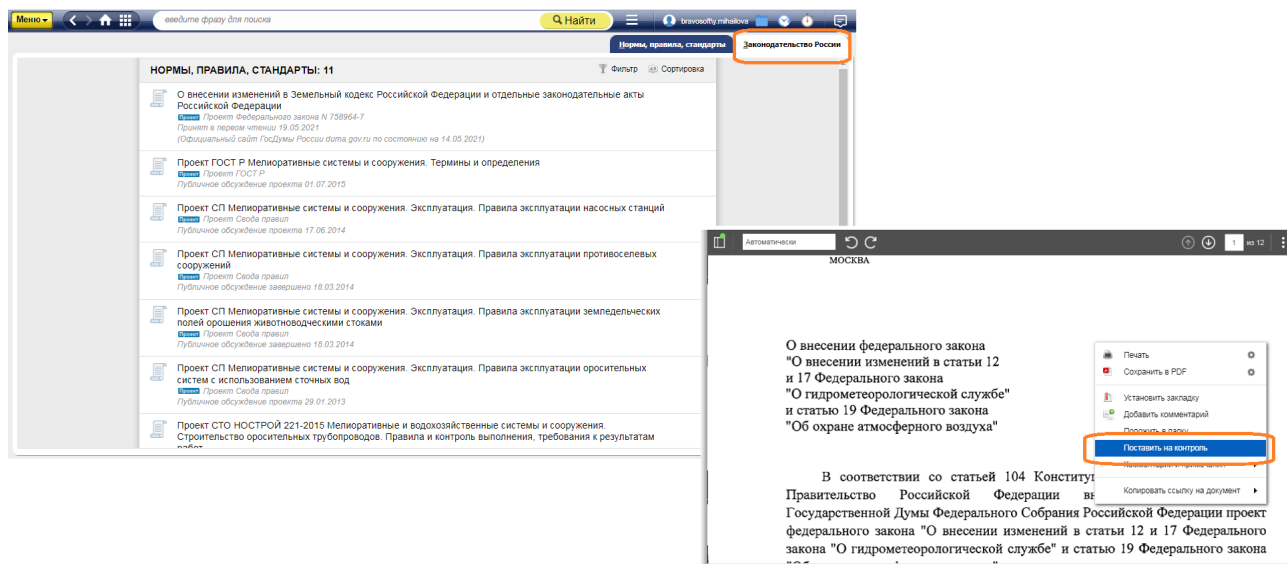 Меню
введите фразу для поиска
Найти
bravosoft\y.mihailova
Нормы, правила, стандарты
Законодательство России
НОРМЫ, ПРАВИЛА, СТАНДАРТЫ: 11
Фильтр
Сортировка
О внесении изменений в Земельный кодекс Российской Федерации и отдельные законодательные акты
Российской Федерации
Проект Проект Федерального закона N 758964-7
Принят в первом чтении 19.05.2021
(Официальный сайт ГосДумы России duma.gov.ru по состоянию на 14.05.2021)
Проект ГОСТ Р Мелиоративные системы и сооружения. Термины и определения
Проект Проект ГОСТ Р
Публичное обсуждение проекта 01.07.2015
Проект СП Мелиоративные системы и сооружения. Эксплуатация. Правила эксплуатации насосных станций
Проект Проект Свода правил
Публичное обсуждение проекта 17.06.2014
Проект СП Мелиоративные системы и сооружения. Эксплуатация. Правила эксплуатации противоселевых
сооружений
Проект Проект Свода правил
Публичное обсуждение завершено 18.03.2014
Проект СП Мелиоративные системы и сооружения. Эксплуатация. Правила эксплуатации земледельческих
полей орошения животноводческими стоками
Проект Проект Свода правил
Публичное обсуждение завершено 18.03.2014
Проект СП Мелиоративные системы и сооружения. Эксплуатация. Правила эксплуатации оросительных
систем с использованием сточных вод
Проект Проект Свода правил
Публичное обсуждение проекта 29.01.2013
Проект СТО НОСТРОЙ 221-2015 Мелиоративные и водохозяйственные системы и сооружения.
Строительство оросительных трубопроводов. Правила и контроль выполнения, требования к результатам
работ
Автоматически
1 из 12
МОСКВА
О внесении федерального закона
"О внесении изменений в статьи 12
и 17 Федерального закона
"О гидрометеорологической службе"
и статью 19 Федерального закона
"Об охране атмосферного воздуха"
Печать
Сохранить в PDF
Установить закладку
Добавить комментарий
Положить в папку
Поставить на контроль
Комментарии и примечания
Копировать ссылку на документ
В соответствии со статьей 104
Правительство Российской Федерации
Государственной Думы Федерального Собрания Российской Федерации проект
федерального закона "О внесении изменений в статьи 12 и 17 Федерального
закона "О гидрометеорологической службе" и статью 19 Федерального закона